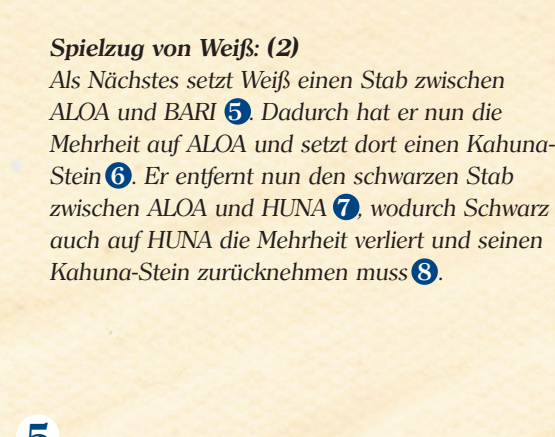 Spielzug von Weiß: (2)
Als Nächstes setzt Weiß einen Stab zwischen
ALOA und BARI 5. Dadurch hat er nun die
Mehrheit auf ALOA und setzt dort einen Kahuna-
Stein 6. Er entfernt nun den schwarzen Stab
zwischen ALOA und HUNA 7, wodurch Schwarz
auch auf HUNA die Mehrheit verliert und seinen
Kahuna-Stein zurücknehmen muss 8.
5